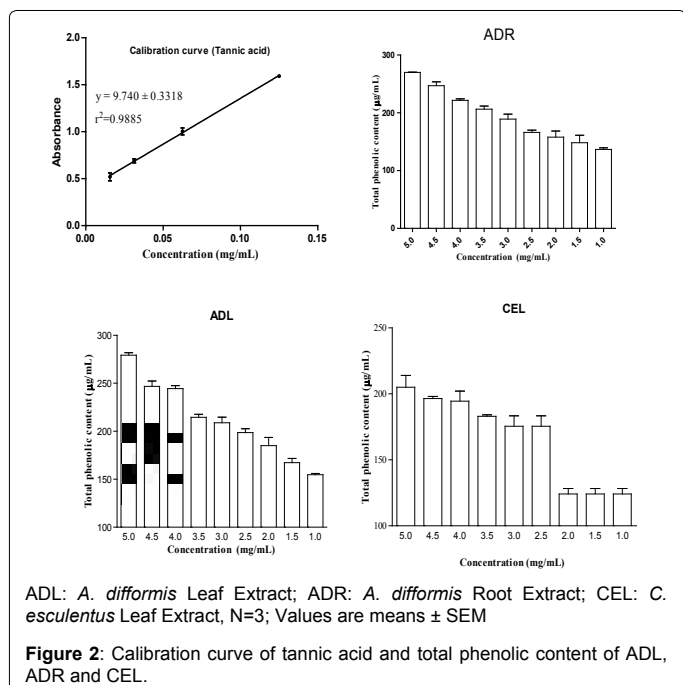 Calibration curve (Tannic acid)
y = 9.740 ± 0.3318
r²=0.9885
Absorbance
2.0
1.5
1.0
0.5
0.0
0.00 0.05 0.10 0.15
Concentration (mg/mL)
ADR
Total phenolic content (µg/mL)
300
200
100
0
5.0 4.5 4.0 3.5 3.0 2.5 2.0 1.5 1.0
Concentration (mg/mL)
ADL
Total phenolic content (µg/mL)
300
250
200
150
100
5.0 4.5 4.0 3.5 3.0 2.5 2.0 1.5 1.0
Concentration (mg/mL)
CEL
Total phenolic content (µg/mL)
250
200
150
100
5.0 4.5 4.0 3.5 3.0 2.5 2.0 1.5 1.0
Concentration (mg/mL)
ADL: A. difformis Leaf Extract; ADR: A. difformis Root Extract; CEL: C.
esculentus Leaf Extract, N=3; Values are means ± SEM
Figure 2: Calibration curve of tannic acid and total phenolic content of ADL,
ADR and CEL.